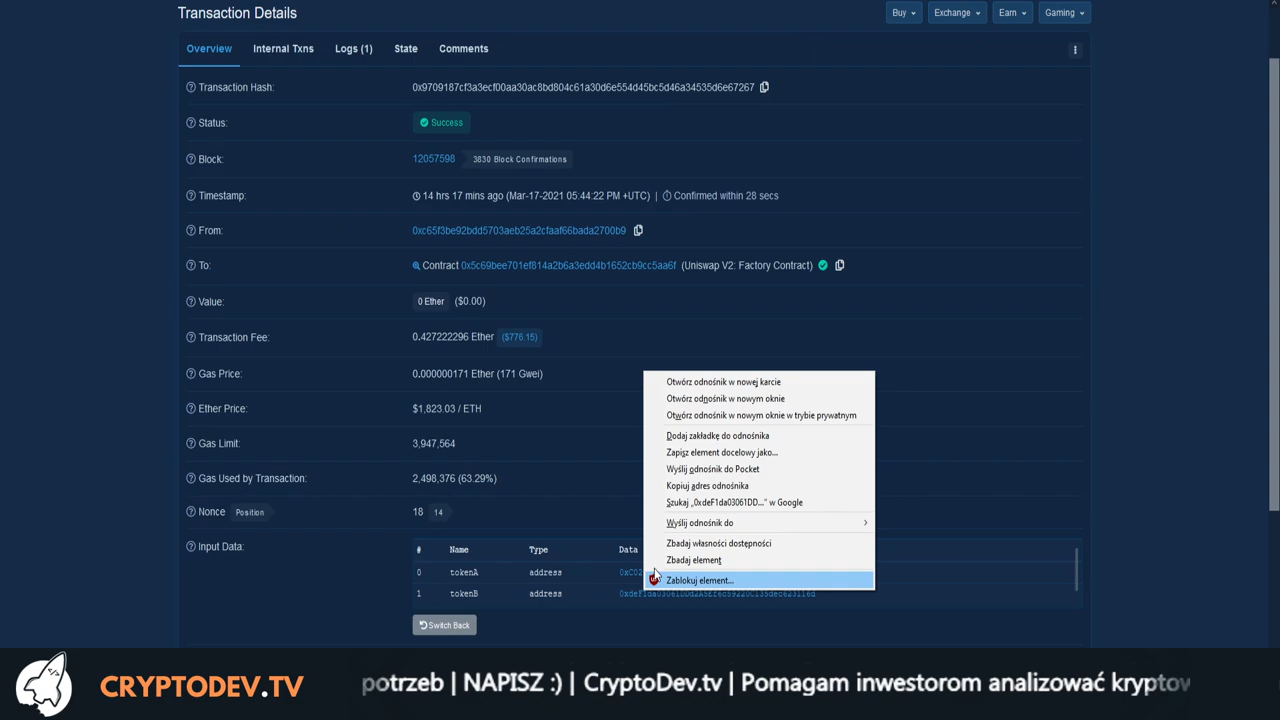 Transaction Details
Buy Exchange Earn Gaming
Overview Internal Txns Logs (1) State Comments
Transaction Hash: 0x9709187cf3a3ecf00aa30ac8bd804c61a30d6e554d45bc5d46a34535d6e67267
Status: Success
Block: 12057598 3830 Block Confirmations
Timestamp: 14 hrs 17 mins ago (Mar-17-2021 05:44:22 PM +UTC) | Confirmed within 28 secs
From: 0xc65f3be92bdd5703aeb25a2cfaaf66bada2700b9
To: Contract 0x5c69bee701ef814a2b6a3edd4b1652cb9cc5aa6f (Uniswap V2: Factory Contract)
Value: 0 Ether ($0.00)
Transaction Fee: 0.427222296 Ether ($776.15)
Gas Price: 0.000000171 Ether (171 Gwei)
Ether Price: $1,823.03 / ETH
Gas Limit: 3,947,564
Gas Used by Transaction: 2,498,376 (63.29%)
Nonce Position 18 14
Input Data:
# Name Type Data
0 tokenA address 0xC02
1 tokenB address
Switch Back
Otwórz odnośnik w nowej karcie
Otwórz odnośnik w nowym oknie
Otwórz odnośnik w nowym oknie w trybie prywatnym
Dodaj zakładkę do odnośnika
Zapisz element docelowy jako...
Wyślij odnośnik do Pocket
Kopiuj adres odnośnika
Szukaj „0xdeF1da03061DD...” w Google
Wyślij odnośnik do
Zbadaj własności dostępności
Zbadaj element
Zablokuj element...
CRYPTODEV.TV
potrzeb | NAPISZ :) | CryptoDev.tv | Pomagam inwestorom analizować kryptow